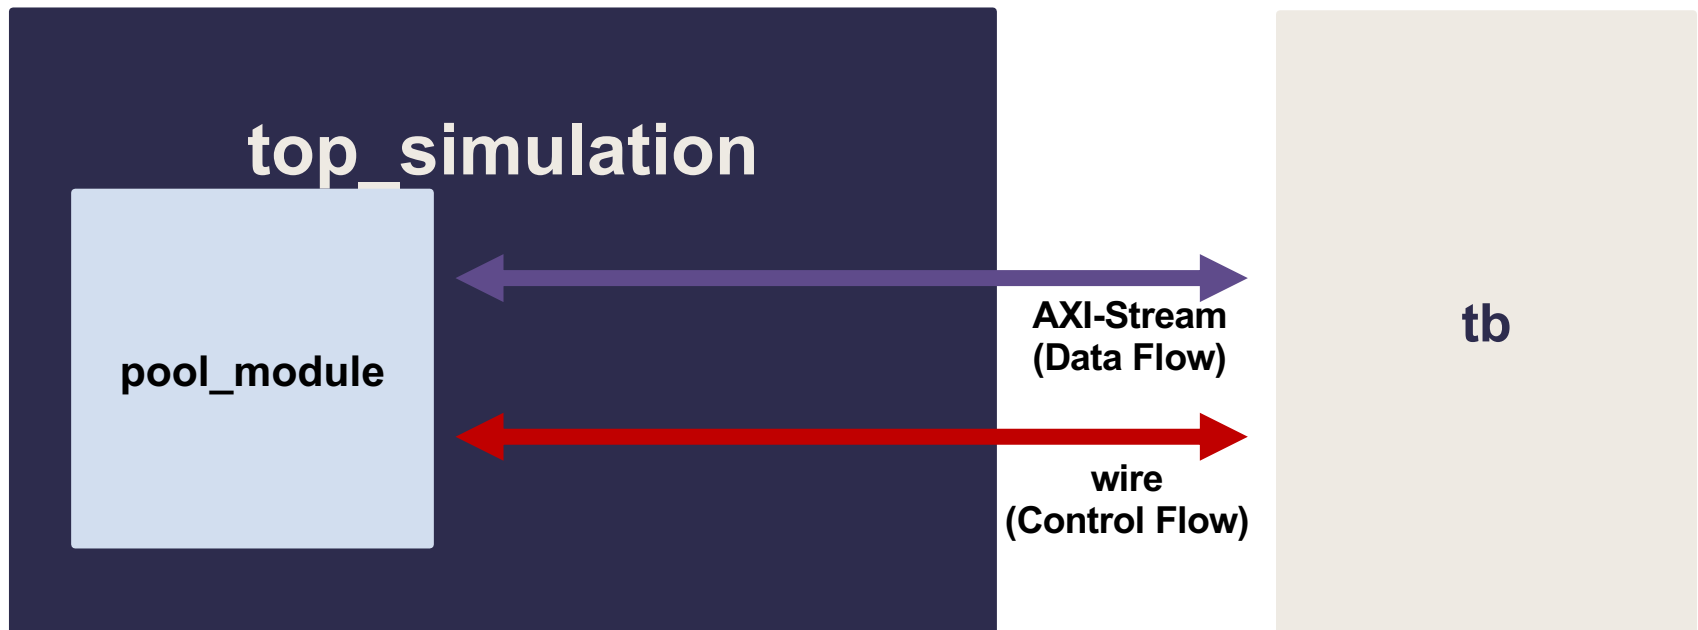 top_simulation
pool_module
AXI-Stream
(Data Flow)
wire
(Control Flow)
tb